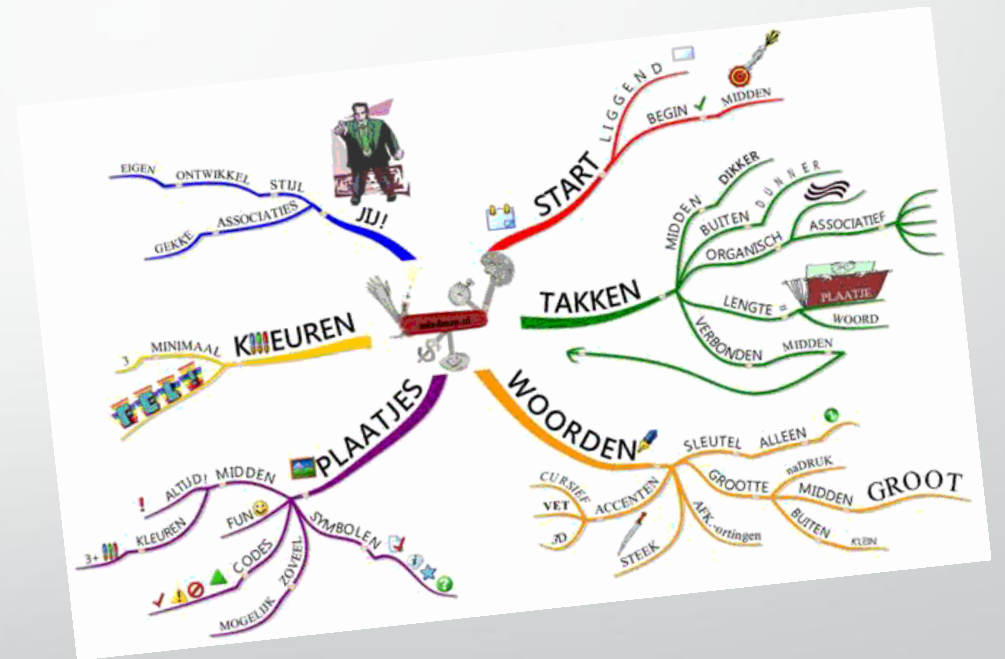 START
LIGGEND
BEGIN
MIDDEN
TAKKEN
MIDDEN
DIKKER
BUITEN
DUNNER
ORGANISCH
ASSOCIATIEF
LENGTE =
PLAATJE
WOORD
VERBONDEN
MIDDEN
WOORDEN
SLEUTEL
ALLEEN
GROOTTE
naDRUK
MIDDEN
GROOT
BUITEN
KLEIN
AFK.-ortingen
STEEK
ACCENTEN
CURSIEF
VET
3D
PLAATJES
MIDDEN
ALTIJD!
KLEUREN
3+
FUN
CODES
ZOVEEL
MOGELIJK
SYMBOLEN
KLEUREN
MINIMAAL
3
JIJ!
STIJL
ONTWIKKEL
EIGEN
ASSOCIATIES
GEKKE